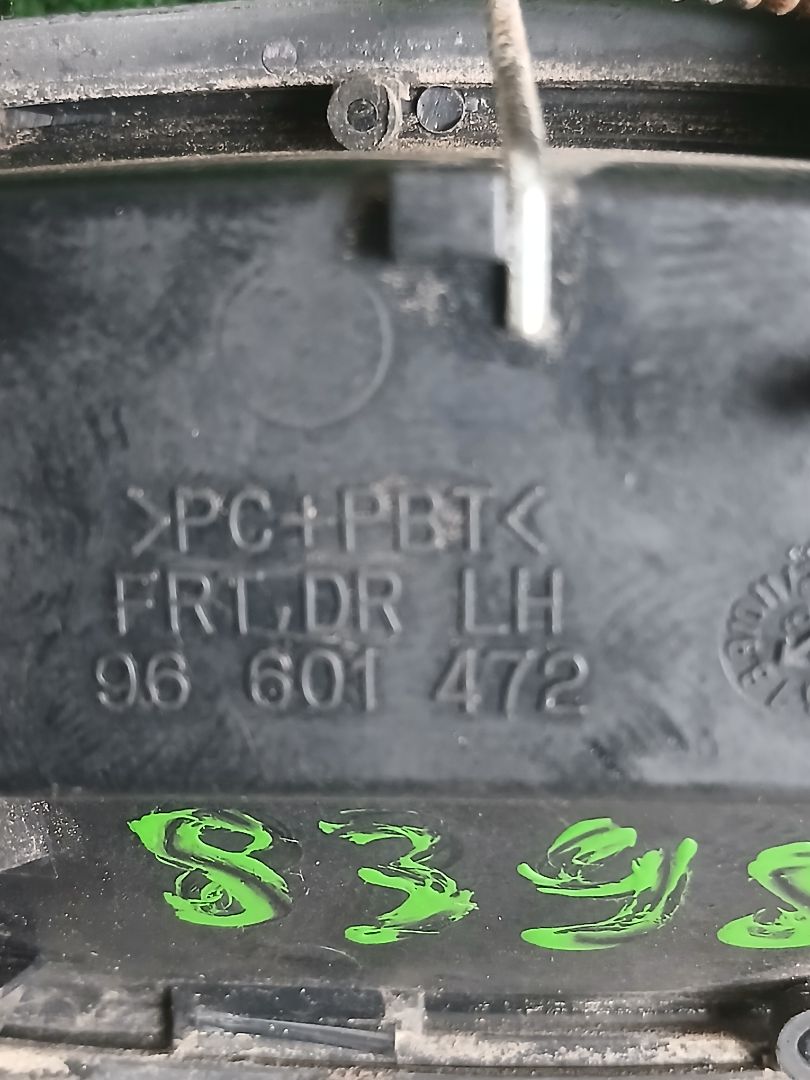 >PC+PBT<
FRT,DR LH
96 601 472
839